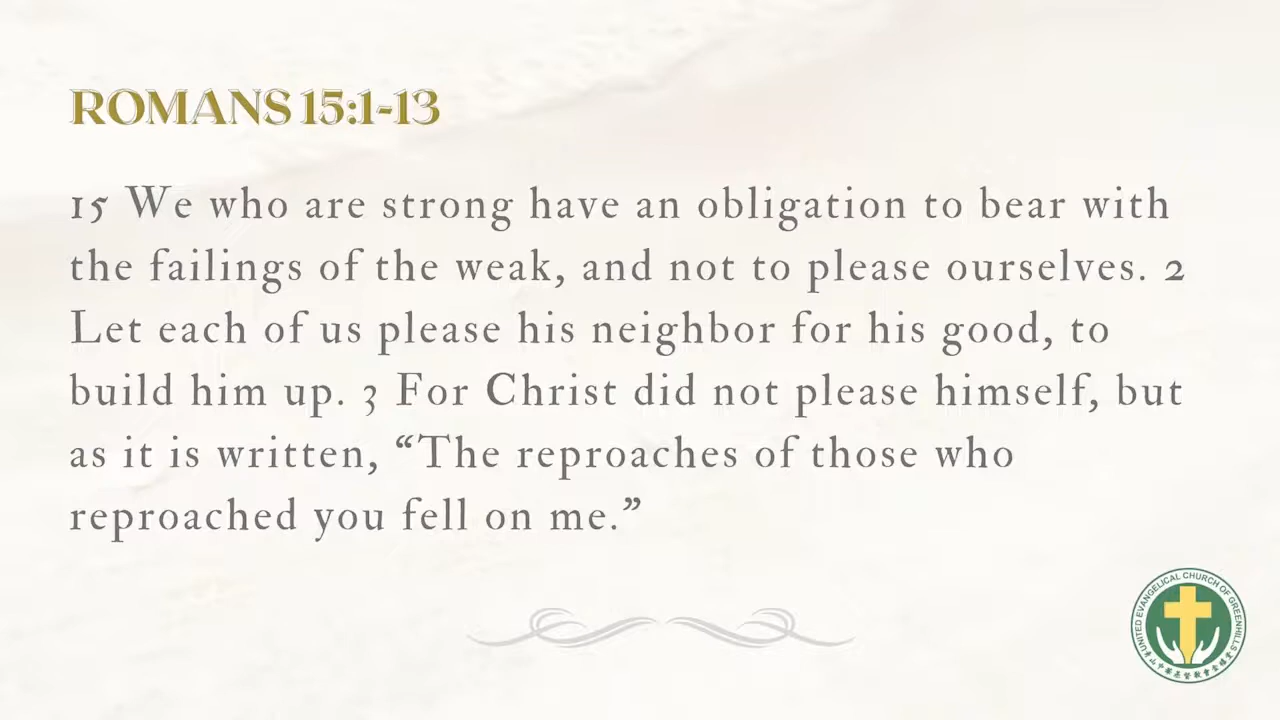 ROMANS 15:1-13
15 We who are strong have an obligation to bear with
the failings of the weak, and not to please ourselves. 2
Let each of us please his neighbor for his good, to
build him up. 3 For Christ did not please himself, but
as it is written, “The reproaches of those who
reproached you fell on me.”
UNITED EVANGELICAL CHURCH OF GREENHILLS